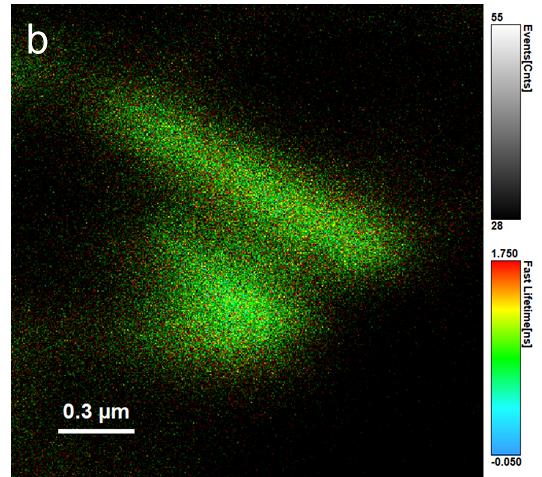 b
0.3 µm
55
Events[Cnts]
28
1.750
Fast Lifetime[ns]
-0.050